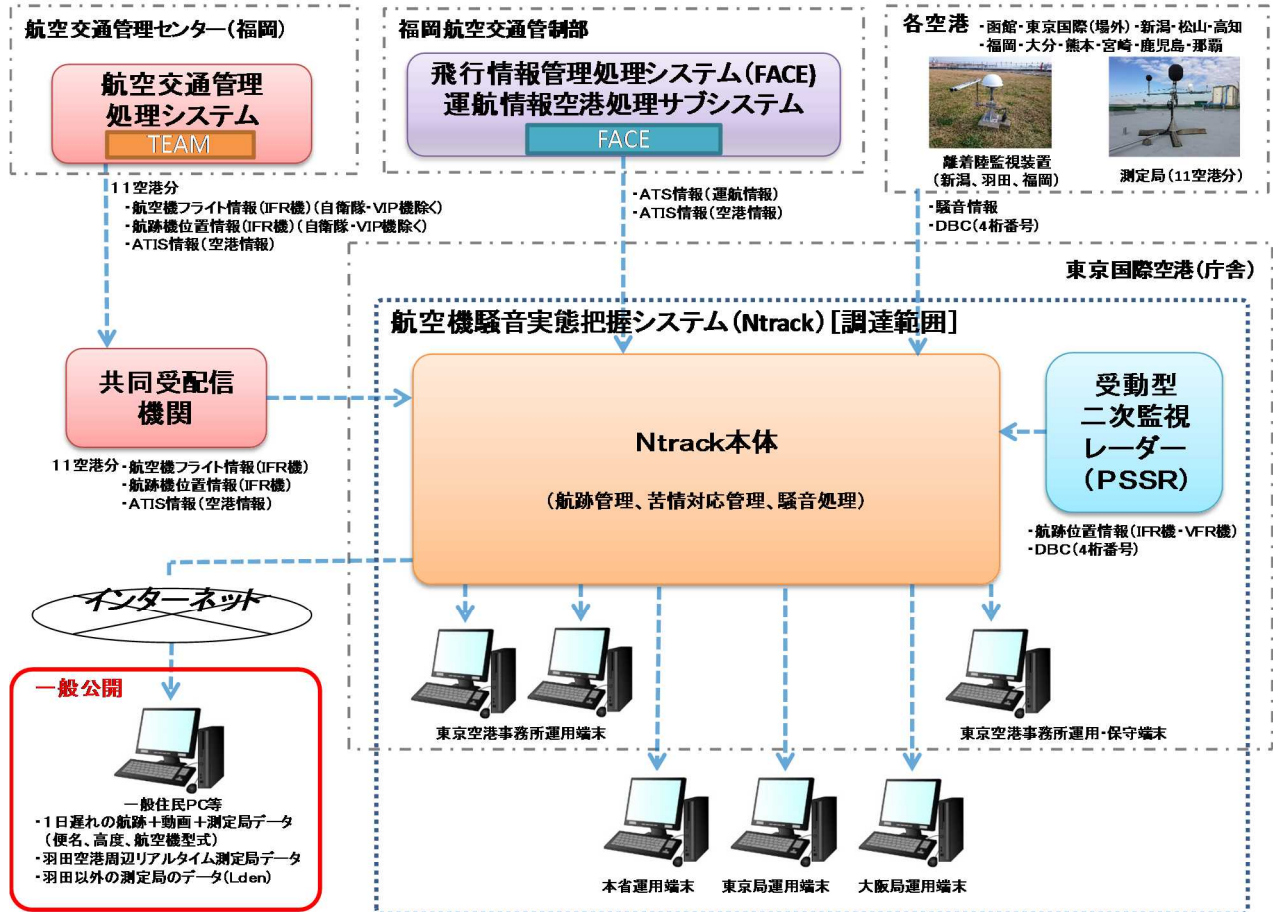 航空交通管理センター(福岡)
航空交通管理
処理システム
TEAM
11空港分
・航空機フライト情報(IFR機)(自衛隊・VIP機除く)
・航跡機位置情報(IFR機)(自衛隊・VIP機除く)
・ATIS情報(空港情報)
福岡航空交通管制部
飛行情報管理処理システム(FACE)
運航情報空港処理サブシステム
FACE
・ATS情報(運航情報)
・ATIS情報(空港情報)
各空港
・函館・東京国際(場外)・新潟・松山・高知
・福岡・大分・熊本・宮崎・鹿児島・那覇
離着陸監視装置
(新潟、羽田、福岡)
測定局(11空港分)
・騒音情報
・DBC(4桁番号)
東京国際空港(庁舎)
航空機騒音実態把握システム(Ntrack)[調達範囲]
共同受配信
機関
11空港分・航空機フライト情報(IFR機)
・航跡機位置情報(IFR機)
・ATIS情報(空港情報)
Ntrack本体
(航跡管理、苦情対応管理、騒音処理)
受動型
二次監視
レーダー
(PSSR)
・航跡位置情報(IFR機・VFR機)
・DBC(4桁番号)
インターネット
一般公開
一般住民PC等
・1日遅れの航跡+動画+測定局データ
(便名、高度、航空機型式)
・羽田空港周辺リアルタイム測定局データ
・羽田以外の測定局のデータ(Lden)
東京空港事務所運用端末
東京空港事務所運用・保守端末
本省運用端末
東京局運用端末
大阪局運用端末